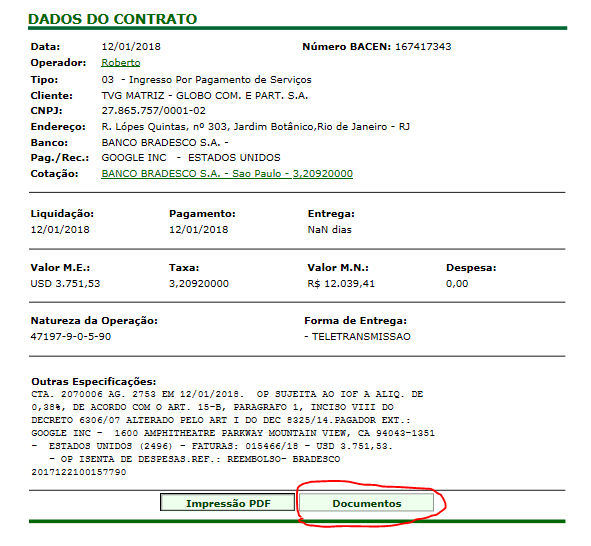 DADOS DO CONTRATO
Data: 12/01/2018 Número BACEN: 167417343
Operador: Roberto
Tipo: 03 - Ingresso Por Pagamento de Serviços
Cliente: TVG MATRIZ - GLOBO COM. E PART. S.A.
CNPJ: 27.865.757/0001-02
Endereço: R. Lópes Quintas, nº 303, Jardim Botânico,Rio de Janeiro - RJ
Banco: BANCO BRADESCO S.A. -
Pag./Rec.: GOOGLE INC - ESTADOS UNIDOS
Cotação: BANCO BRADESCO S.A. - Sao Paulo - 3,20920000
Liquidação: Pagamento: Entrega:
12/01/2018 12/01/2018 NaN dias
Valor M.E.: Taxa: Valor M.N.: Despesa:
USD 3.751,53 3,20920000 R$ 12.039,41 0,00
Natureza da Operação: Forma de Entrega:
47197-9-0-5-90 - TELETRANSMISSAO
Outras Especificações:
CTA. 2070006 AG. 2753 EM 12/01/2018. OP SUJEITA AO IOF A ALIQ. DE
0,38%, DE ACORDO COM O ART. 15-B, PARAGRAFO 1, INCISO VIII DO
DECRETO 6306/07 ALTERADO PELO ART I DO DEC 8325/14.PAGADOR EXT.:
GOOGLE INC - 1600 AMPHITHEATRE PARKWAY MOUNTAIN VIEW, CA 94043-1351
- ESTADOS UNIDOS (2496) - FATURAS: 015466/18 - USD 3.751,53.
- OP ISENTA DE DESPESAS.REF.: REEMBOLSO- BRADESCO
2017122100157790
Impressão PDF Documentos